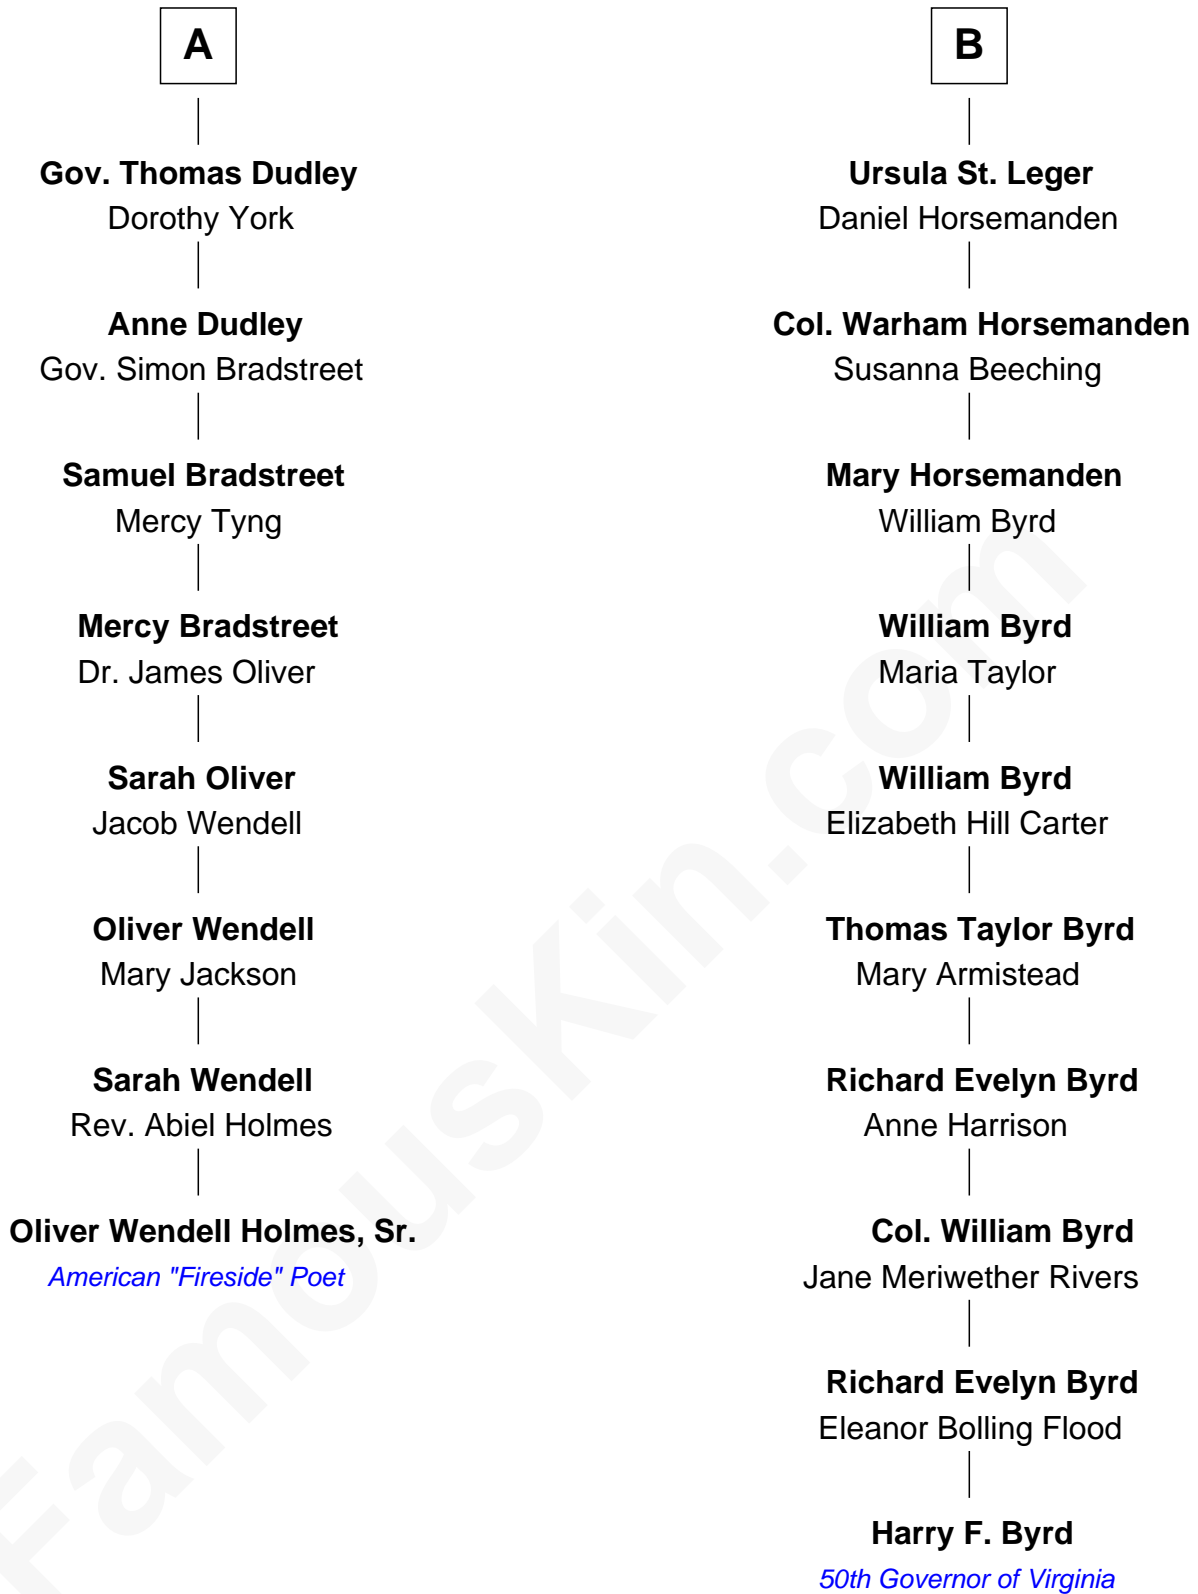 A
Gov. Thomas Dudley
Dorothy York
Anne Dudley
Gov. Simon Bradstreet
Samuel Bradstreet
Mercy Tyng
Mercy Bradstreet
Dr. James Oliver
Sarah Oliver
Jacob Wendell
Oliver Wendell
Mary Jackson
Sarah Wendell
Rev. Abiel Holmes
Oliver Wendell Holmes, Sr.
American "Fireside" Poet
B
Ursula St. Leger
Daniel Horsemanden
Col. Warham Horsemanden
Susanna Beeching
Mary Horsemanden
William Byrd
William Byrd
Maria Taylor
William Byrd
Elizabeth Hill Carter
Thomas Taylor Byrd
Mary Armistead
Richard Evelyn Byrd
Anne Harrison
Col. William Byrd
Jane Meriwether Rivers
Richard Evelyn Byrd
Eleanor Bolling Flood
Harry F. Byrd
50th Governor of Virginia
FamousKin.com